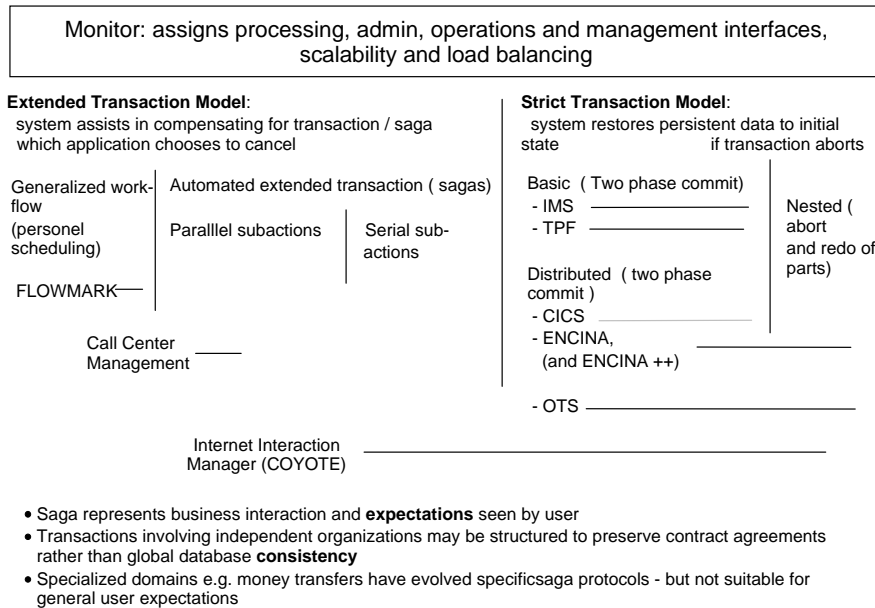 Monitor: assigns processing, admin, operations and management interfaces,
scalability and load balancing
Extended Transaction Model:
system assists in compensating for transaction / saga
which application chooses to cancel
Generalized work-
flow
(personel
scheduling)
FLOWMARK
Automated extended transaction ( sagas)
Paralllel subactions
Serial sub-
actions
Call Center
Management
Strict Transaction Model:
system restores persistent data to initial
state if transaction aborts
Basic ( Two phase commit)
- IMS
- TPF
Distributed ( two phase
commit )
- CICS
- ENCINA,
(and ENCINA ++)
- OTS
Nested (
abort
and redo of
parts)
Internet Interaction
Manager (COYOTE)
• Saga represents business interaction and expectations seen by user
• Transactions involving independent organizations may be structured to preserve contract agreements
rather than global database consistency
• Specialized domains e.g. money transfers have evolved specificsaga protocols - but not suitable for
general user expectations